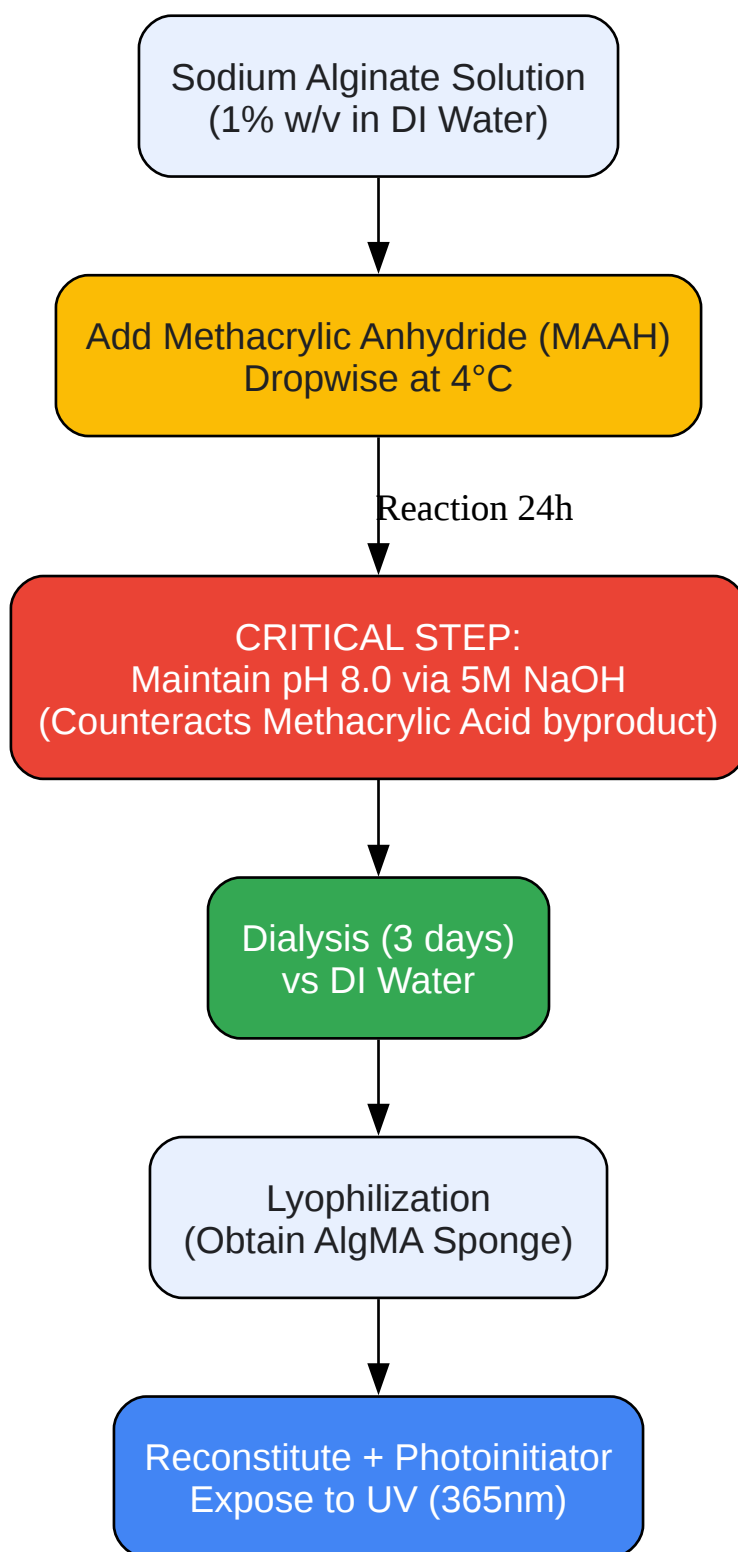 Sodium Alginate Solution
(1% w/v in DI Water)
Add Methacrylic Anhydride (MAAH)
Dropwise at 4°C
Reaction 24h
CRITICAL STEP:
Maintain pH 8.0 via 5M NaOH
(Counteracts Methacrylic Acid byproduct)
Dialysis (3 days)
vs DI Water
Lyophilization
(Obtain AlgMA Sponge)
Reconstitute + Photoinitiator
Expose to UV (365nm)